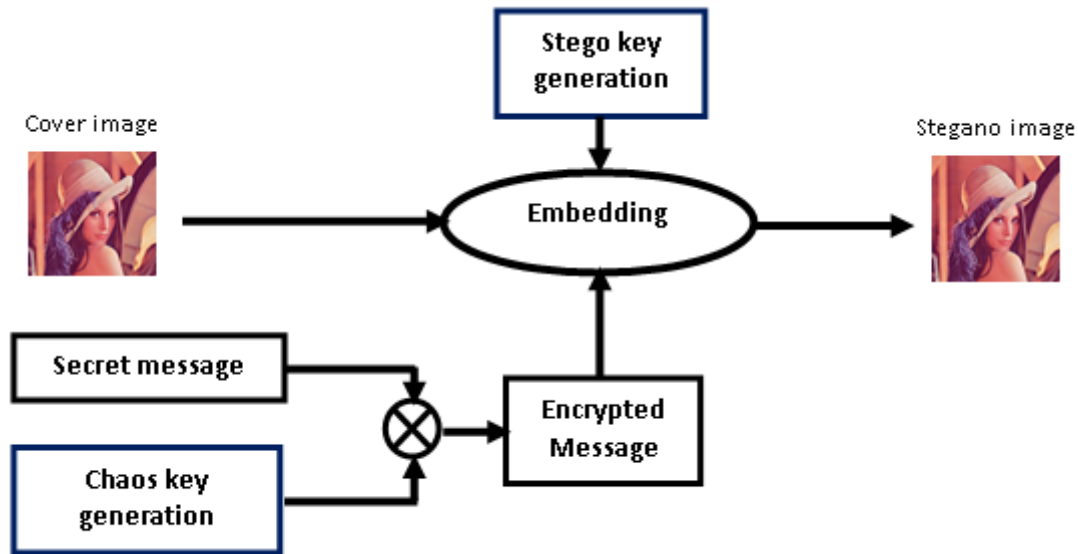 Stego key
generation
Cover image
Stegano image
Embedding
Secret message
Encrypted
Message
Chaos key
generation